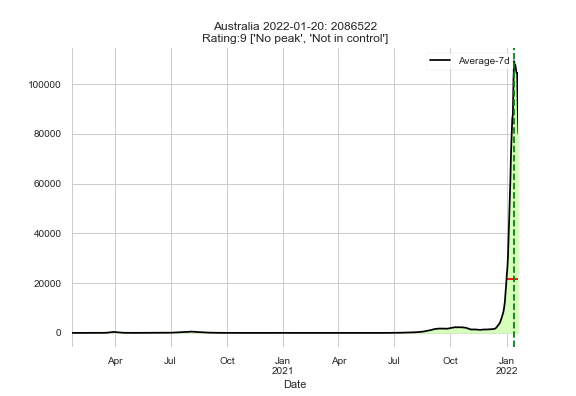 Australia 2022-01-20: 2086522
Rating:9 ['No peak', 'Not in control']
Average-7d
100000
80000
60000
40000
20000
0
Apr Jul Oct Jan Apr Jul Oct Jan
2021 2022
Date